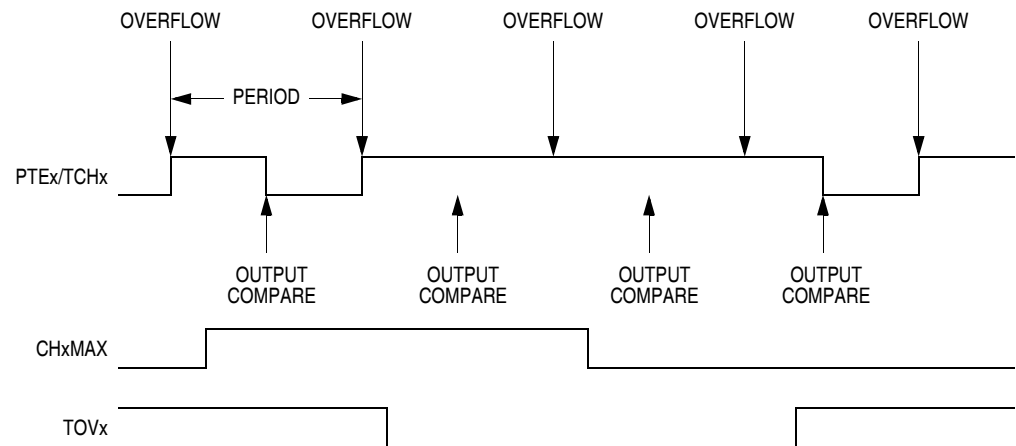 OVERFLOW OVERFLOW OVERFLOW OVERFLOW OVERFLOW
PERIOD
PTEx/TCHx
OUTPUT COMPARE
OUTPUT COMPARE
OUTPUT COMPARE
OUTPUT COMPARE
CHxMAX
TOVx